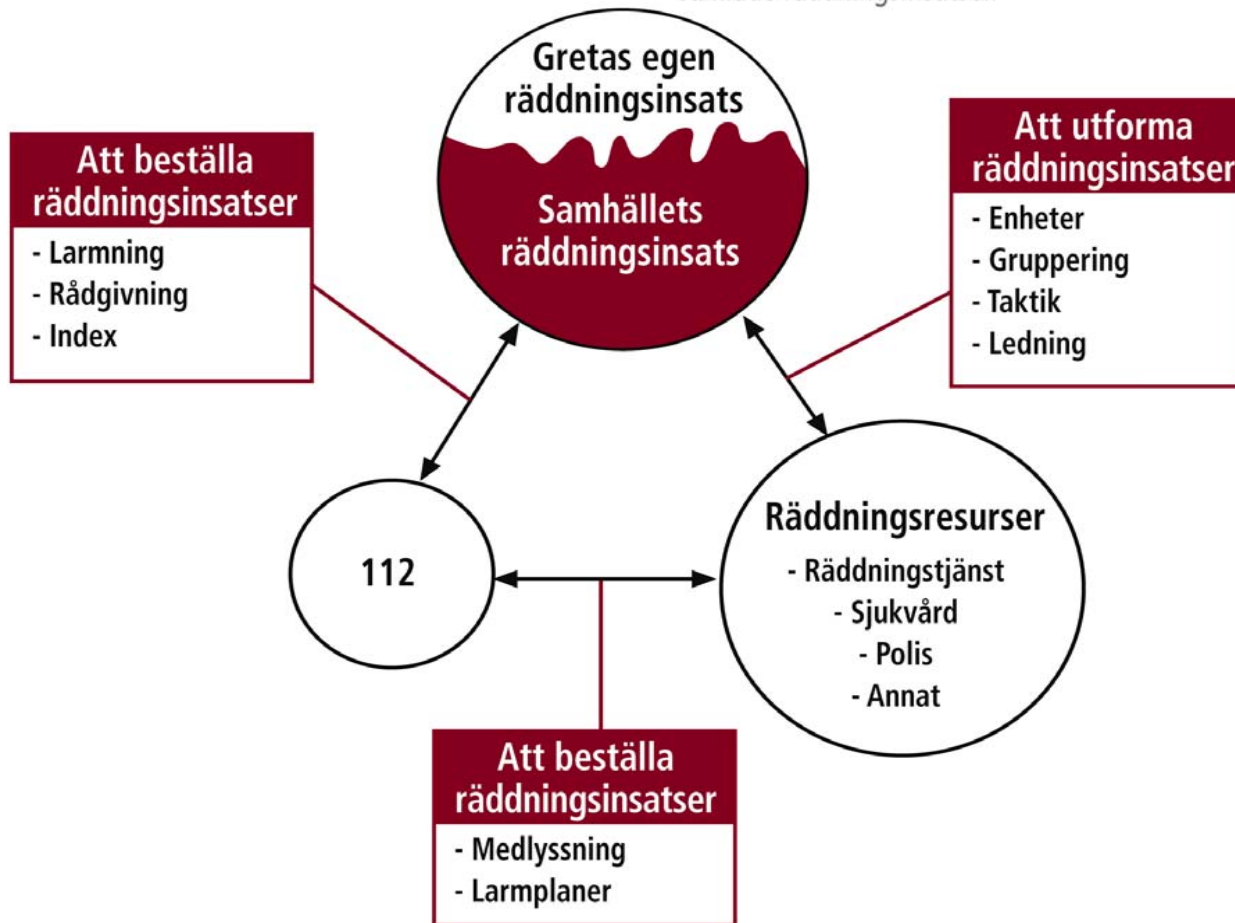 Gretas egen
räddningsinsats
Samhällets
räddningsinsats
Att beställa
räddningsinsatser
- Larmning
- Rådgivning
- Index
Att utforma
räddningsinsatser
- Enheter
- Gruppering
- Taktik
- Ledning
112
Räddningsresurser
- Räddningstjänst
- Sjukvård
- Polis
- Annat
Att beställa
räddningsinsatser
- Medlyssning
- Larmplaner